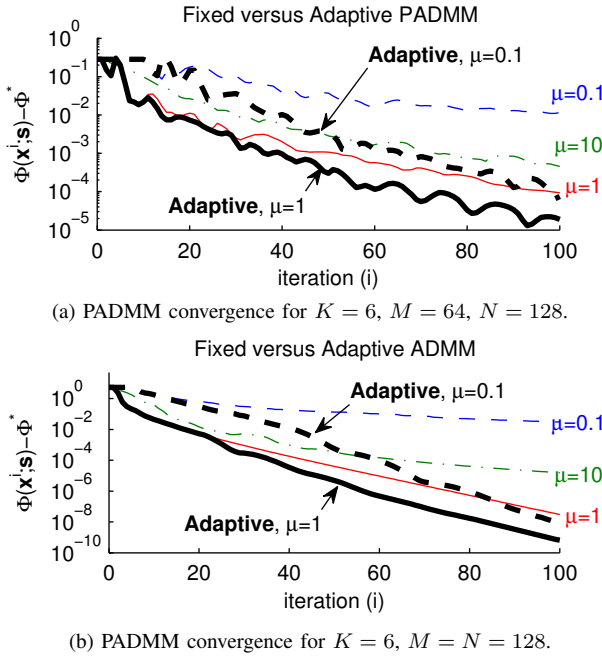 Fixed versus Adaptive PADMM
Φ(x^i;s)−Φ^*
10^0
10^−1
10^−2
10^−3
10^−4
10^−5
Adaptive, μ=0.1
μ=0.1
μ=10
μ=1
Adaptive, μ=1
0 20 40 60 80 100
iteration (i)
(a) PADMM convergence for K = 6, M = 64, N = 128.
Fixed versus Adaptive ADMM
Φ(x^i;s)−Φ^*
10^0
10^−2
10^−4
10^−6
10^−8
10^−10
Adaptive, μ=0.1
μ=0.1
μ=10
μ=1
Adaptive, μ=1
0 20 40 60 80 100
iteration (i)
(b) PADMM convergence for K = 6, M = N = 128.